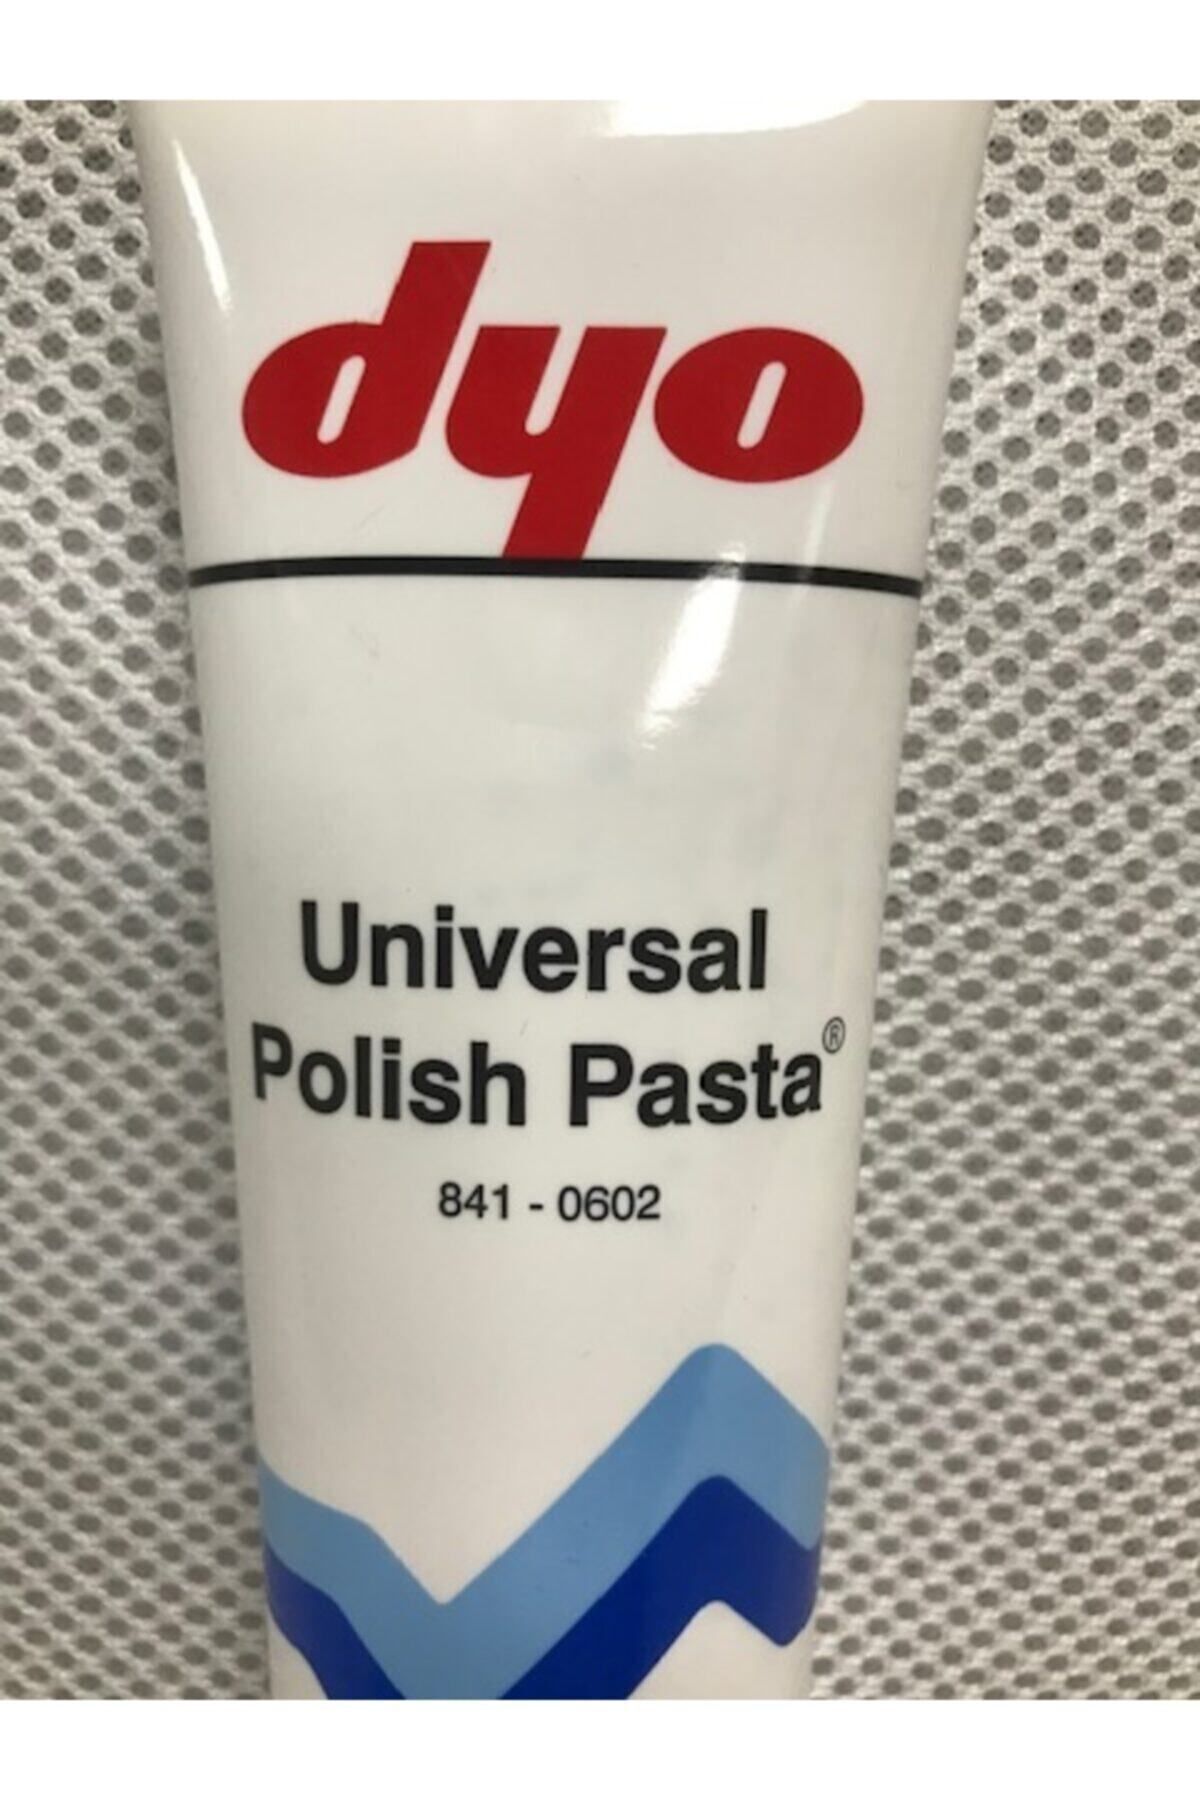 dyo
Universal
Polish Pasta®
841 - 0602